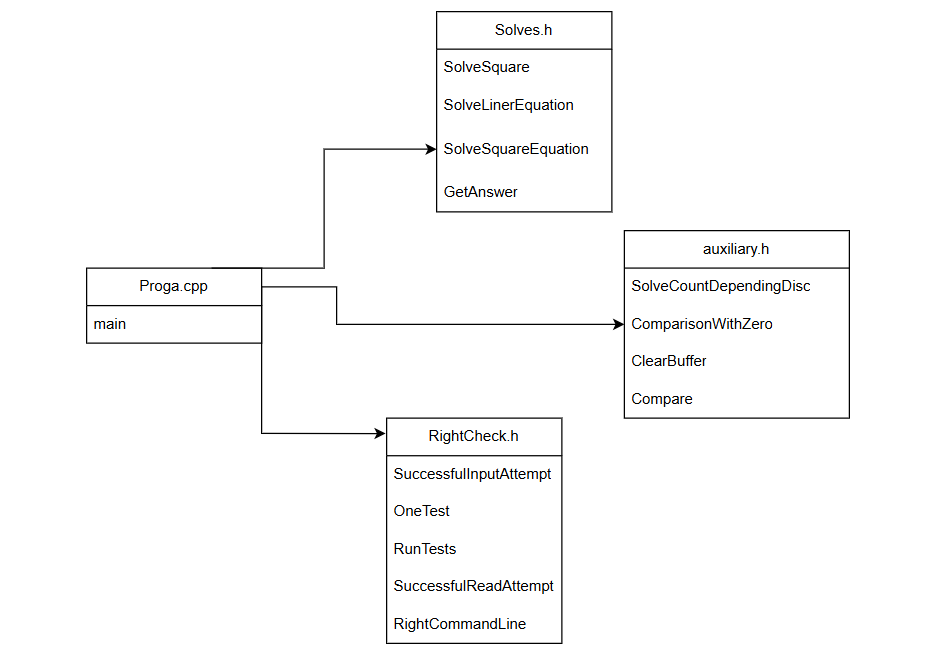 Solves.h
SolveSquare
SolveLinerEquation
SolveSquareEquation
GetAnswer
auxiliary.h
SolveCountDependingDisc
ComparisonWithZero
ClearBuffer
Compare
Proga.cpp
main
RightCheck.h
SuccessfulInputAttempt
OneTest
RunTests
SuccessfulReadAttempt
RightCommandLine